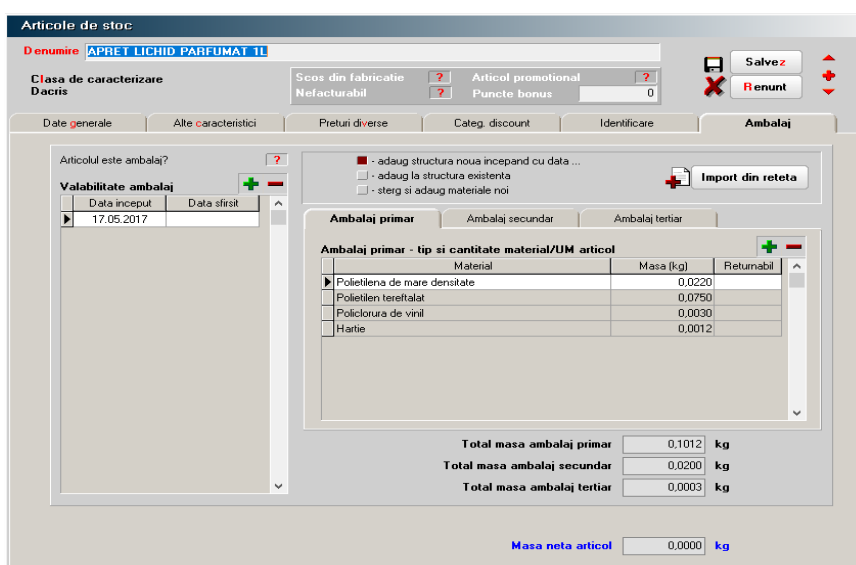 Articole de stoc
Denumire APRET LICHID PARFUMAT 1L
Salvez
Clasa de caracterizare
Dacris
Scos din fabricatie ? Articol promotional ?
Nefacturabil ? Puncte bonus 0
Renunt
Date generale Alte caracteristici Preturi diverse Categ. discount Identificare Ambalaj
Articolul este ambalaj? ?
- adaug structura noua incepand cu data ...
- adaug la structura existenta
- sterg si adaug materiale noi
Import din reteta
Valabilitate ambalaj
Data inceput Data sfirsit
17.05.2017
Ambalaj primar Ambalaj secundar Ambalaj tertiar
Ambalaj primar - tip si cantitate material/UM articol
Material Masa (kg) Returnabil
Polietilena de mare densitate 0,0220
Polietilen tereftalat 0,0750
Policlorura de vinil 0,0030
Hartie 0,0012
Total masa ambalaj primar 0,1012 kg
Total masa ambalaj secundar 0,0200 kg
Total masa ambalaj tertiar 0,0003 kg
Masa neta articol 0,0000 kg